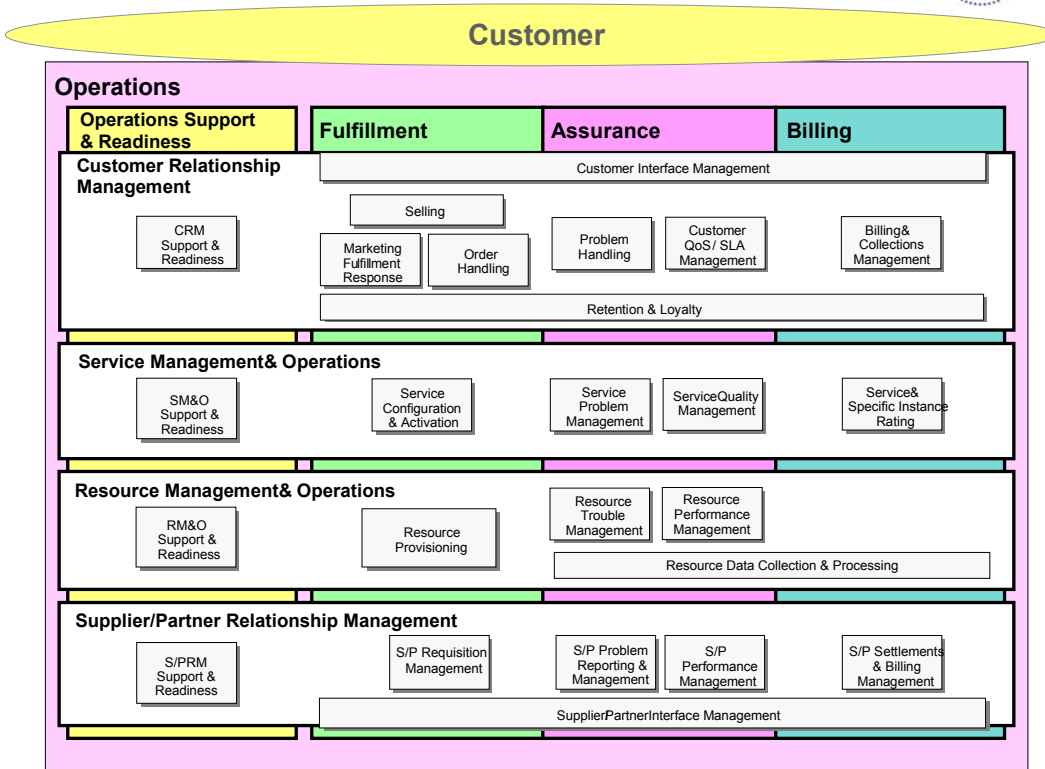 Customer
Operations
Operations Support
& Readiness
Fulfillment
Assurance
Billing
Customer Relationship
Management
Customer Interface Management
Selling
CRM
Support &
Readiness
Marketing
Fulfillment
Response
Order
Handling
Problem
Handling
Customer
QoS/ SLA
Management
Billing&
Collections
Management
Retention & Loyalty
Service Management& Operations
SM&O
Support &
Readiness
Service
Configuration
& Activation
Service
Problem
Management
ServiceQuality
Management
Service&
Specific Instance
Rating
Resource Management& Operations
RM&O
Support &
Readiness
Resource
Provisioning
Resource
Trouble
Management
Resource
Performance
Management
Resource Data Collection & Processing
Supplier/Partner Relationship Management
S/PRM
Support &
Readiness
S/P Requisition
Management
S/P Problem
Reporting &
Management
S/P
Performance
Management
S/P Settlements
& Billing
Management
Supplier/PartnerInterface Management